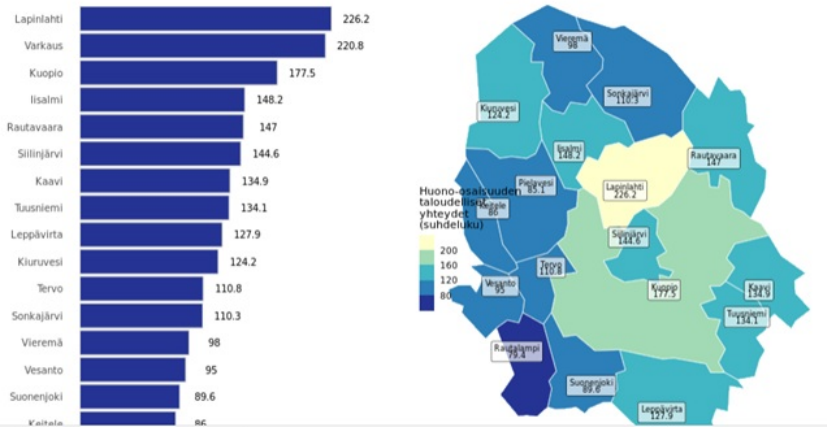 Lapinlahti 226.2
Varkaus 220.8
Kuopio 177.5
Iisalmi 148.2
Rautavaara 147
Siilinjärvi 144.6
Kaavi 134.9
Tuusniemi 134.1
Leppävirta 127.9
Kiuruvesi 124.2
Tervo 110.8
Sonkajärvi 110.3
Vieremä 98
Vesanto 95
Suonenjoki 89.6
Keitele 86
Vieremä
98
Sonkajärvi
110.3
Kiuruvesi
124.2
Iisalmi
148.2
Rautavaara
147
Pielavesi
85.1
Lapinlahti
226.2
Huono-osaisuuden
taloudelliset
yhteydet
(suhdeluku)
200
160
120
80
Keitele
86
Siilinjärvi
144.6
Tervo
110.8
Vesanto
95
Kuopio
177.5
Kaavi
134.9
Tuusniemi
134.1
Rautalampi
79.4
Suonenjoki
89.6
Leppävirta
127.9